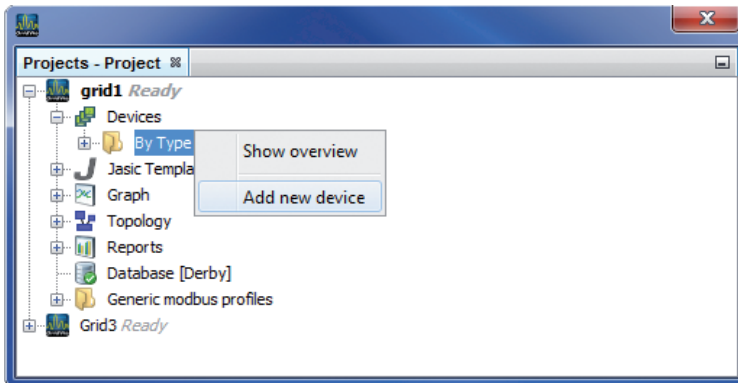 Projects - Project
grid1 Ready
Devices
By Type
Show overview
Jasic Templa
Add new device
Graph
Topology
Reports
Database [Derby]
Generic modbus profiles
Grid3 Ready